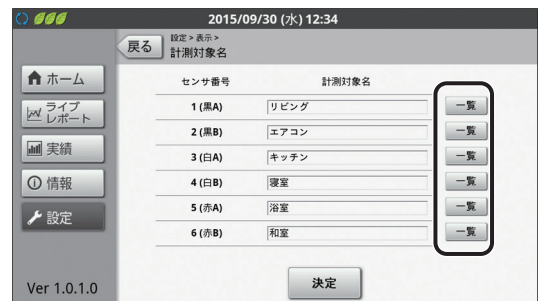 2015/09/30 (水) 12:34
戻る
設定 > 表示 >
計測対象名
ホーム
ライブ
レポート
実績
情報
設定
Ver 1.0.1.0
センサ番号 計測対象名
1 (黒A) リビング 一覧
2 (黒B) エアコン 一覧
3 (白A) キッチン 一覧
4 (白B) 寝室 一覧
5 (赤A) 浴室 一覧
6 (赤B) 和室 一覧
決定